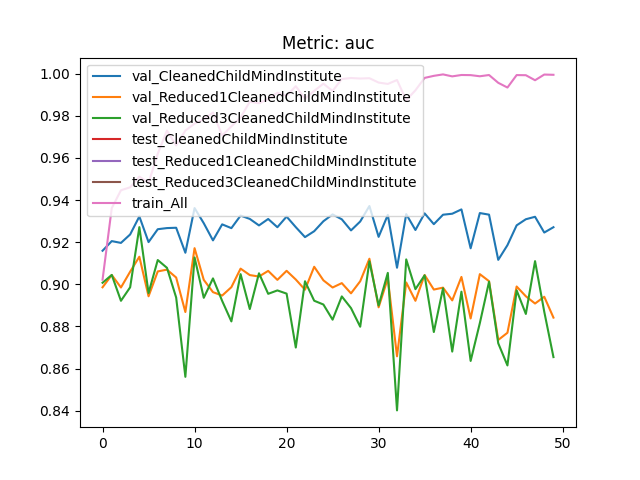 Metric: auc
1.00
0.98
0.96
0.94
0.92
0.90
0.88
0.86
0.84
val_CleanedChildMindInstitute
val_Reduced1CleanedChildMindInstitute
val_Reduced3CleanedChildMindInstitute
test_CleanedChildMindInstitute
test_Reduced1CleanedChildMindInstitute
test_Reduced3CleanedChildMindInstitute
train_All
0 10 20 30 40 50